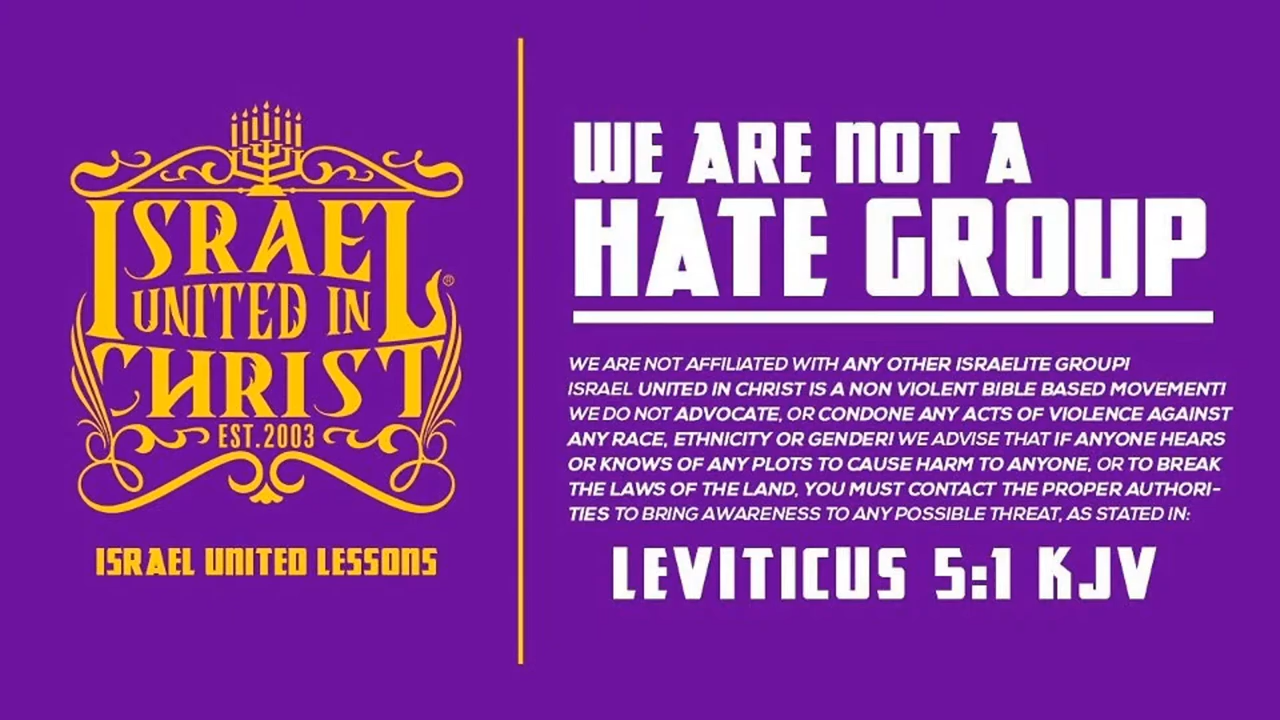 ISRAEL
UNITED IN
CHRIST
®
EST.2003
ISRAEL UNITED LESSONS
WE ARE NOT A
HATE GROUP
WE ARE NOT AFFILIATED WITH ANY OTHER ISRAELITE GROUP!
ISRAEL UNITED IN CHRIST IS A NON VIOLENT BIBLE BASED MOVEMENT!
WE DO NOT ADVOCATE, OR CONDONE ANY ACTS OF VIOLENCE AGAINST
ANY RACE, ETHNICITY OR GENDER! WE ADVISE THAT IF ANYONE HEARS
OR KNOWS OF ANY PLOTS TO CAUSE HARM TO ANYONE, OR TO BREAK
THE LAWS OF THE LAND, YOU MUST CONTACT THE PROPER AUTHORI-
TIES TO BRING AWARENESS TO ANY POSSIBLE THREAT, AS STATED IN:
LEVITICUS 5:1 KJV